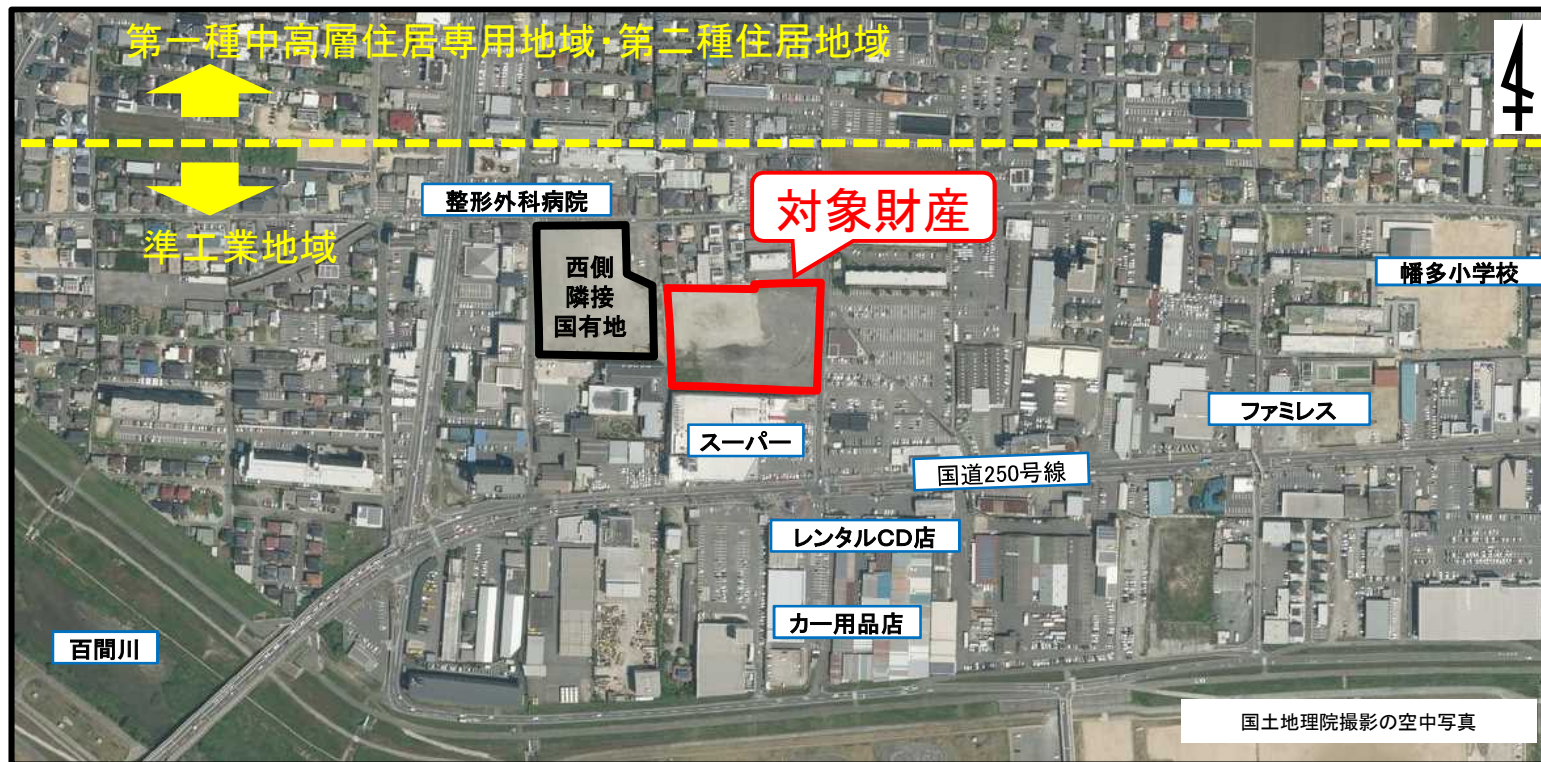 第一種中高層住居専用地域・第二種住居地域
準工業地域
整形外科病院
対象財産
西側
隣接
国有地
幡多小学校
ファミレス
スーパー
国道250号線
レンタルCD店
カー用品店
百間川
国土地理院撮影の空中写真